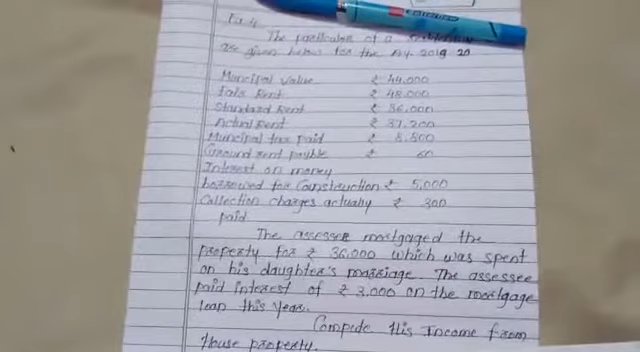 Ex. 4
The particulars of a
are given below for the A.Y. 2019 20
Muncipal Value ₹ 44,000
Fair Rent ₹ 48,000
Standard Rent ₹ 36,000
Actual Rent ₹ 37,200
Muncipal tax paid ₹ 8,800
Ground rent payble ₹ 60
Interest on money
borrowed for Construction ₹ 5,000
Collection charges actually ₹ 300
paid
The assessee mortgaged the
property for ₹ 36,000 which was spent
on his daughter's marriage. The assessee
paid interest of ₹ 3,000 on the mortgage
loan this year.
Compute His Income from
House property.